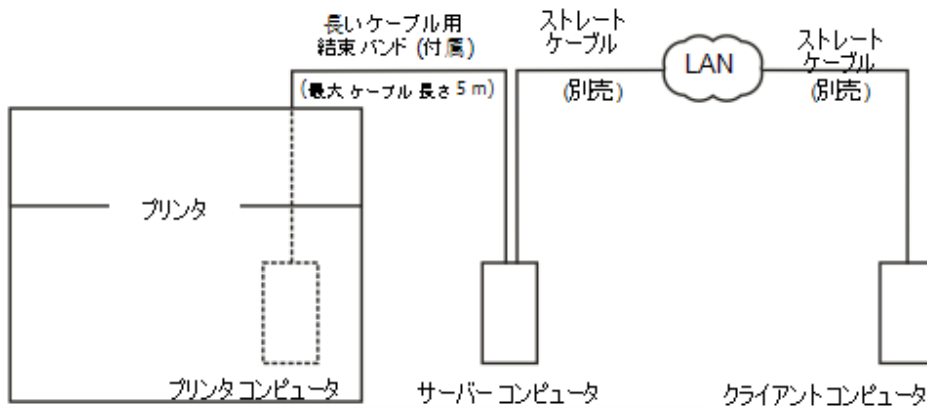 長いケーブル用
結束バンド (付属)
(最大 ケーブル 長さ 5 m)
ストレート
ケーブル
(別売)
LAN
ストレート
ケーブル
(別売)
プリンタ
プリンタコンピュータ
サーバーコンピュータ
クライアントコンピュータ